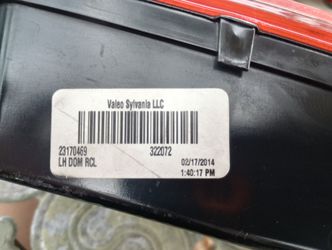 Valeo Sylvania LLC
23170469 322072
LH DOM RCL 02/17/2014
1:40:17 PM